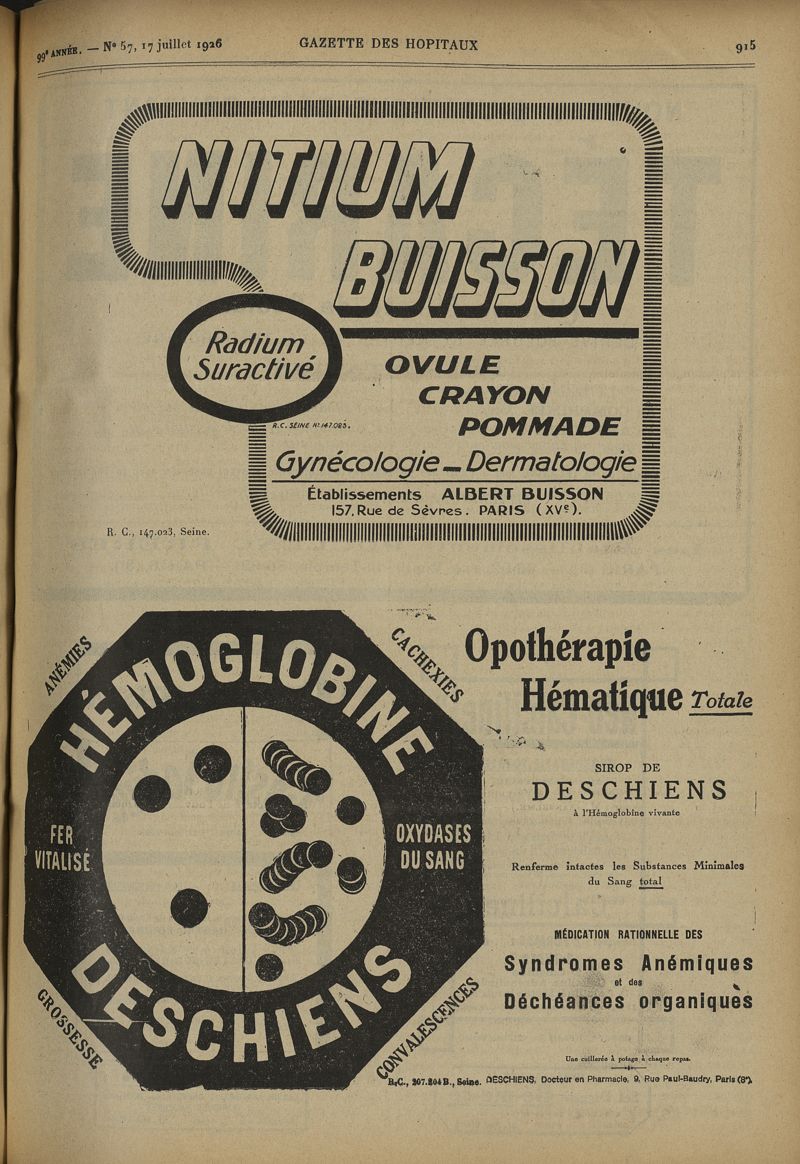 99e ANNÉE. — No 57, 17 juillet 1926 GAZETTE DES HOPITAUX 915
NITIUM
BUISSON
Radium
Suractivé
OVULE
CRAYON
POMMADE
R.C. SEINE No 147.023.
Gynécologie_Dermatologie
Établissements ALBERT BUISSON
157, Rue de Sèvres. PARIS (XVe).
R. C., 147.023, Seine.
ANÉMIES
CACHEXIES
HÉMOGLOBINE
FER
VITALISÉ
OXYDASES
DU SANG
DESCHIENS
GROSSESSE
CONVALESCENCES
Opothérapie
Hématique Totale
SIROP DE
DESCHIENS
à l'Hémoglobine vivante
Renferme intactes les Substances Minimales
du Sang total
MÉDICATION RATIONNELLE DES
Syndromes Anémiques
et des
Déchéances organiques
Une cuillerée à potage à chaque repas.
R.C., 207.204 B., Seine. DESCHIENS, Docteur en Pharmacie, 9, Rue Paul-Baudry, Paris (8e).